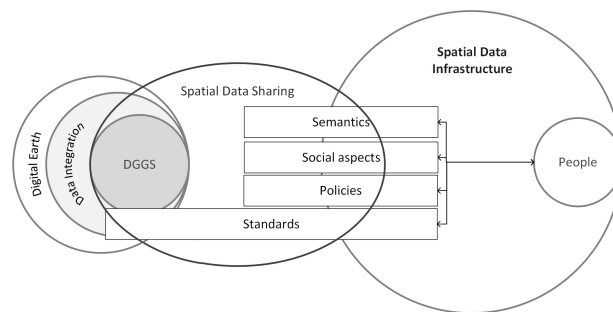 Spatial Data
Infrastructure
Spatial Data Sharing
Digital Earth
Data Integration
DGGS
Semantics
Social aspects
Policies
Standards
People